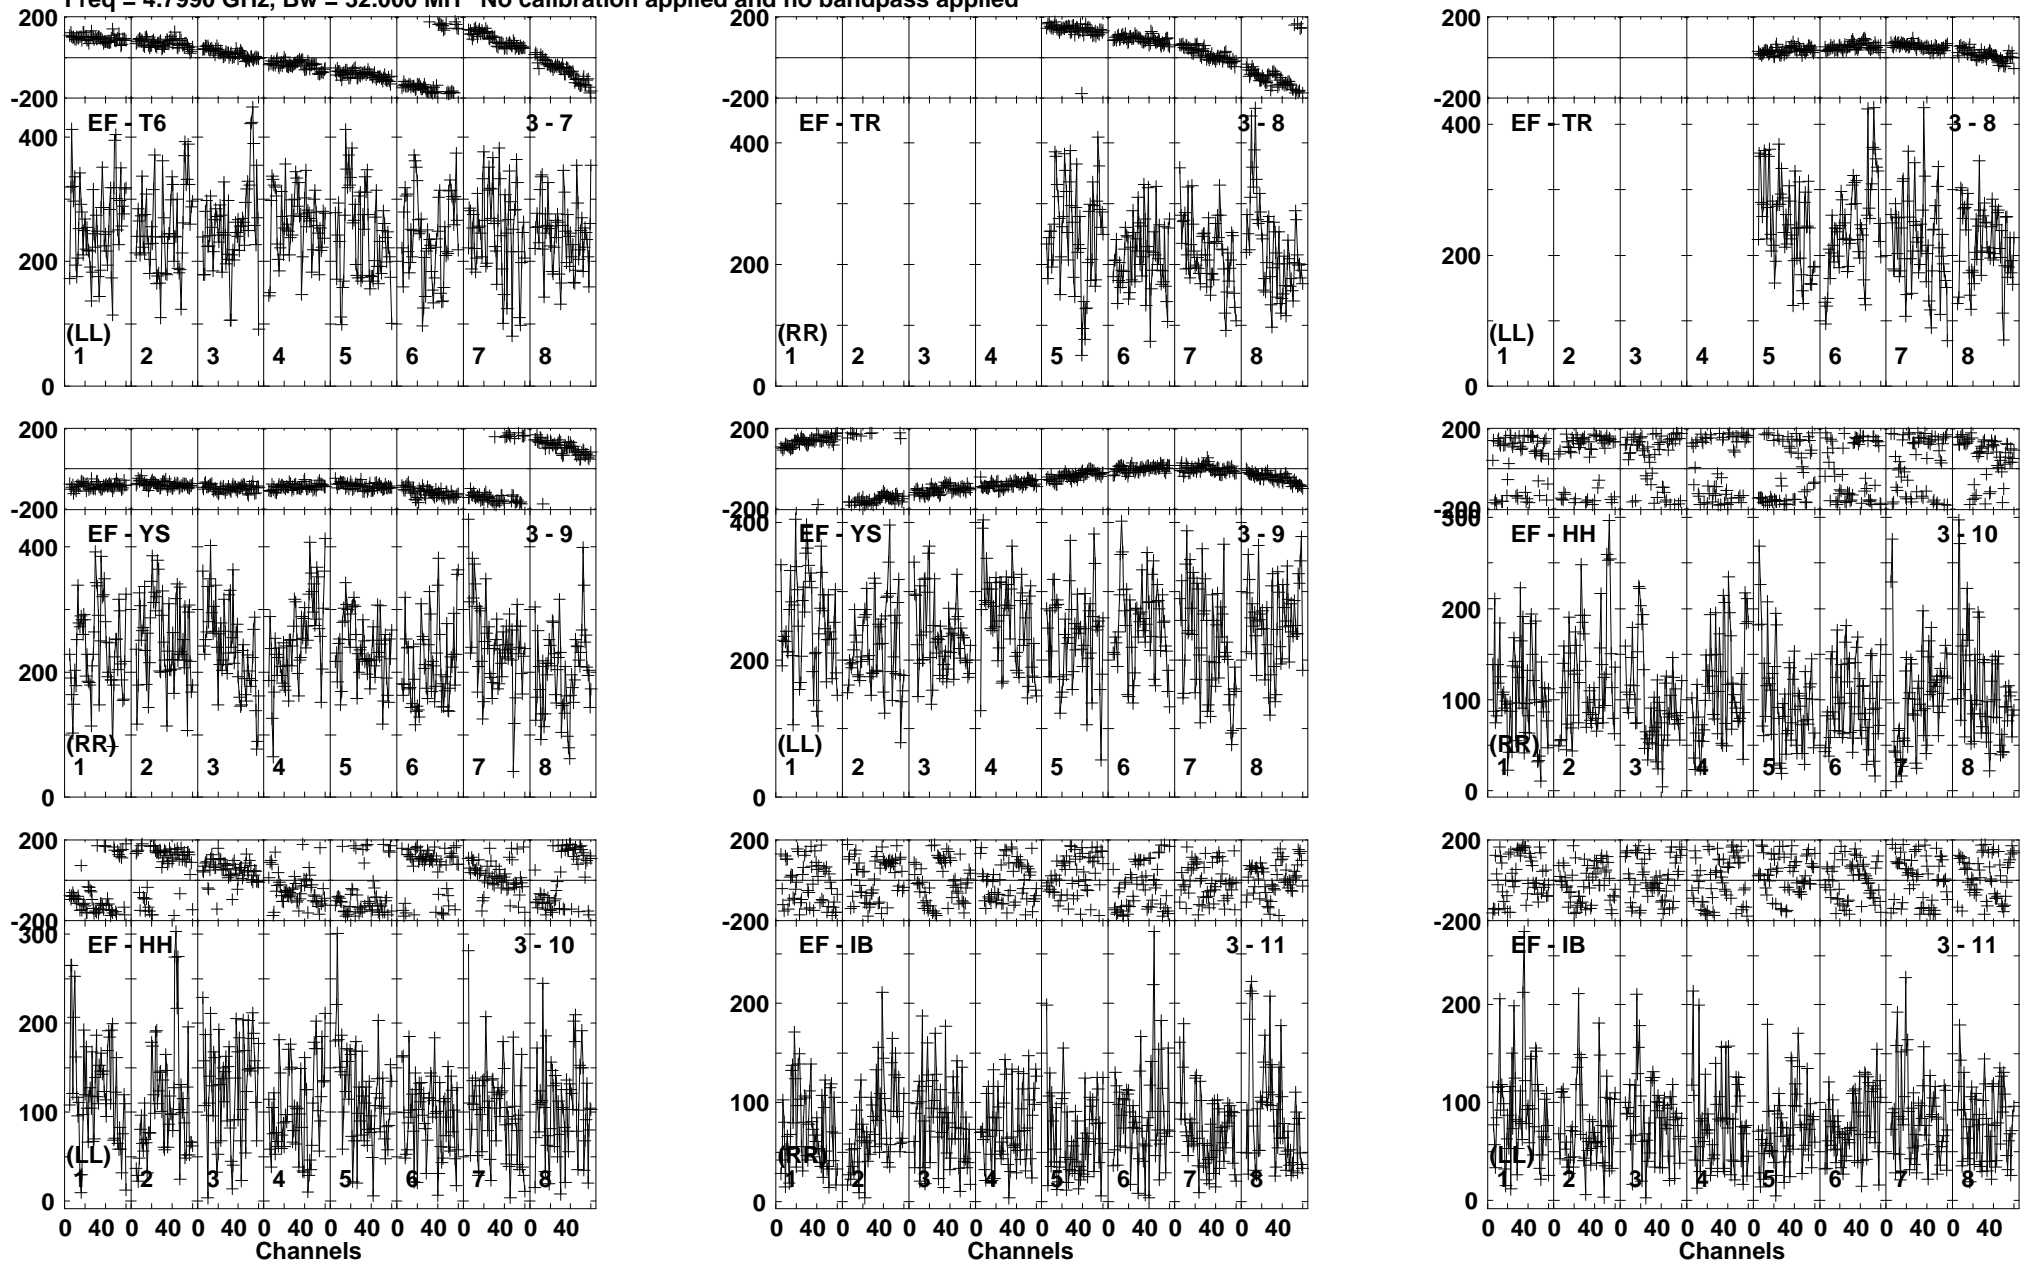 Freq = 4.7990 GHz, Bw = 32.000 MH No calibration applied and no bandpass applied
200 200 200
-200 -200 -200
EF - T6 3 - 7 EF - TR 3 - 8 EF - TR 3 - 8
400 400 400
200 200 200
(LL) (RR) (LL)
1 2 3 4 5 6 7 8 1 2 3 4 5 6 7 8 1 2 3 4 5 6 7 8
0 0 0
200 200 200
-200 -200 -200
EF - YS 3 - 9 EF - YS 3 - 9 EF - HH 3 - 10
400 400 300
200 200 200
100
(RR) (LL) (RR)
1 2 3 4 5 6 7 8 1 2 3 4 5 6 7 8 1 2 3 4 5 6 7 8
0 0 0
200 200 200
-200 -200 -200
EF - HH 3 - 10 EF - IB 3 - 11 EF - IB 3 - 11
300
200 200 200
100 100 100
(LL) (RR) (LL)
1 2 3 4 5 6 7 8 1 2 3 4 5 6 7 8 1 2 3 4 5 6 7 8
0 0 0
0 40 0 40 0 40 0 40 0 40 0 40 0 40 0 40 0 40 0 40 0 40 0 40 0 40 0 40 0 40 0 40 0 40 0 40 0 40 0 40 0 40 0 40 0 40 0 40
Channels Channels Channels